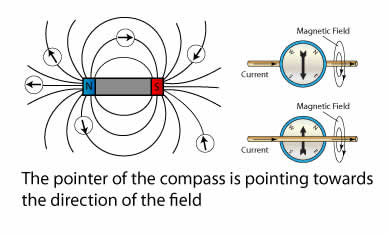 Magnetic Field
Current
N
S
Magnetic Field
Current
The pointer of the compass is pointing towards
the direction of the field